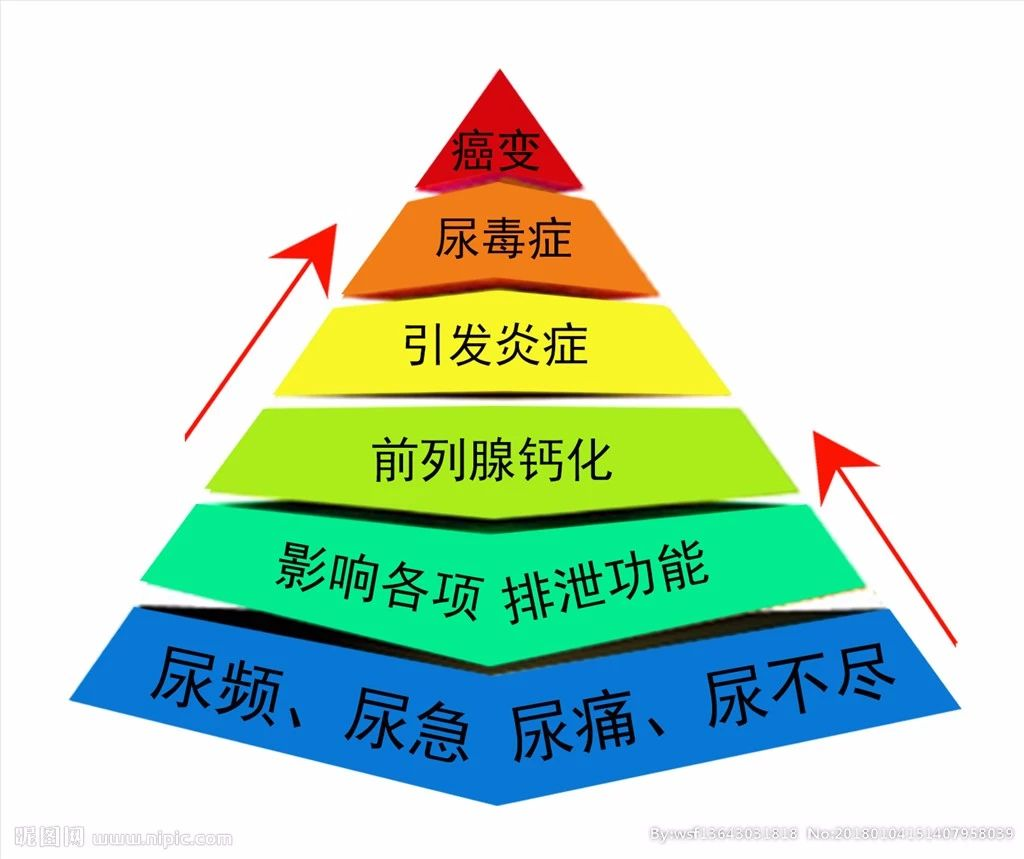 癌变
尿毒症
引发炎症
前列腺钙化
影响各项 排泄功能
尿频、尿急 尿痛、尿不尽
昵图网 www.nipic.com
By:wsf13643031818 No:20180104151407958039